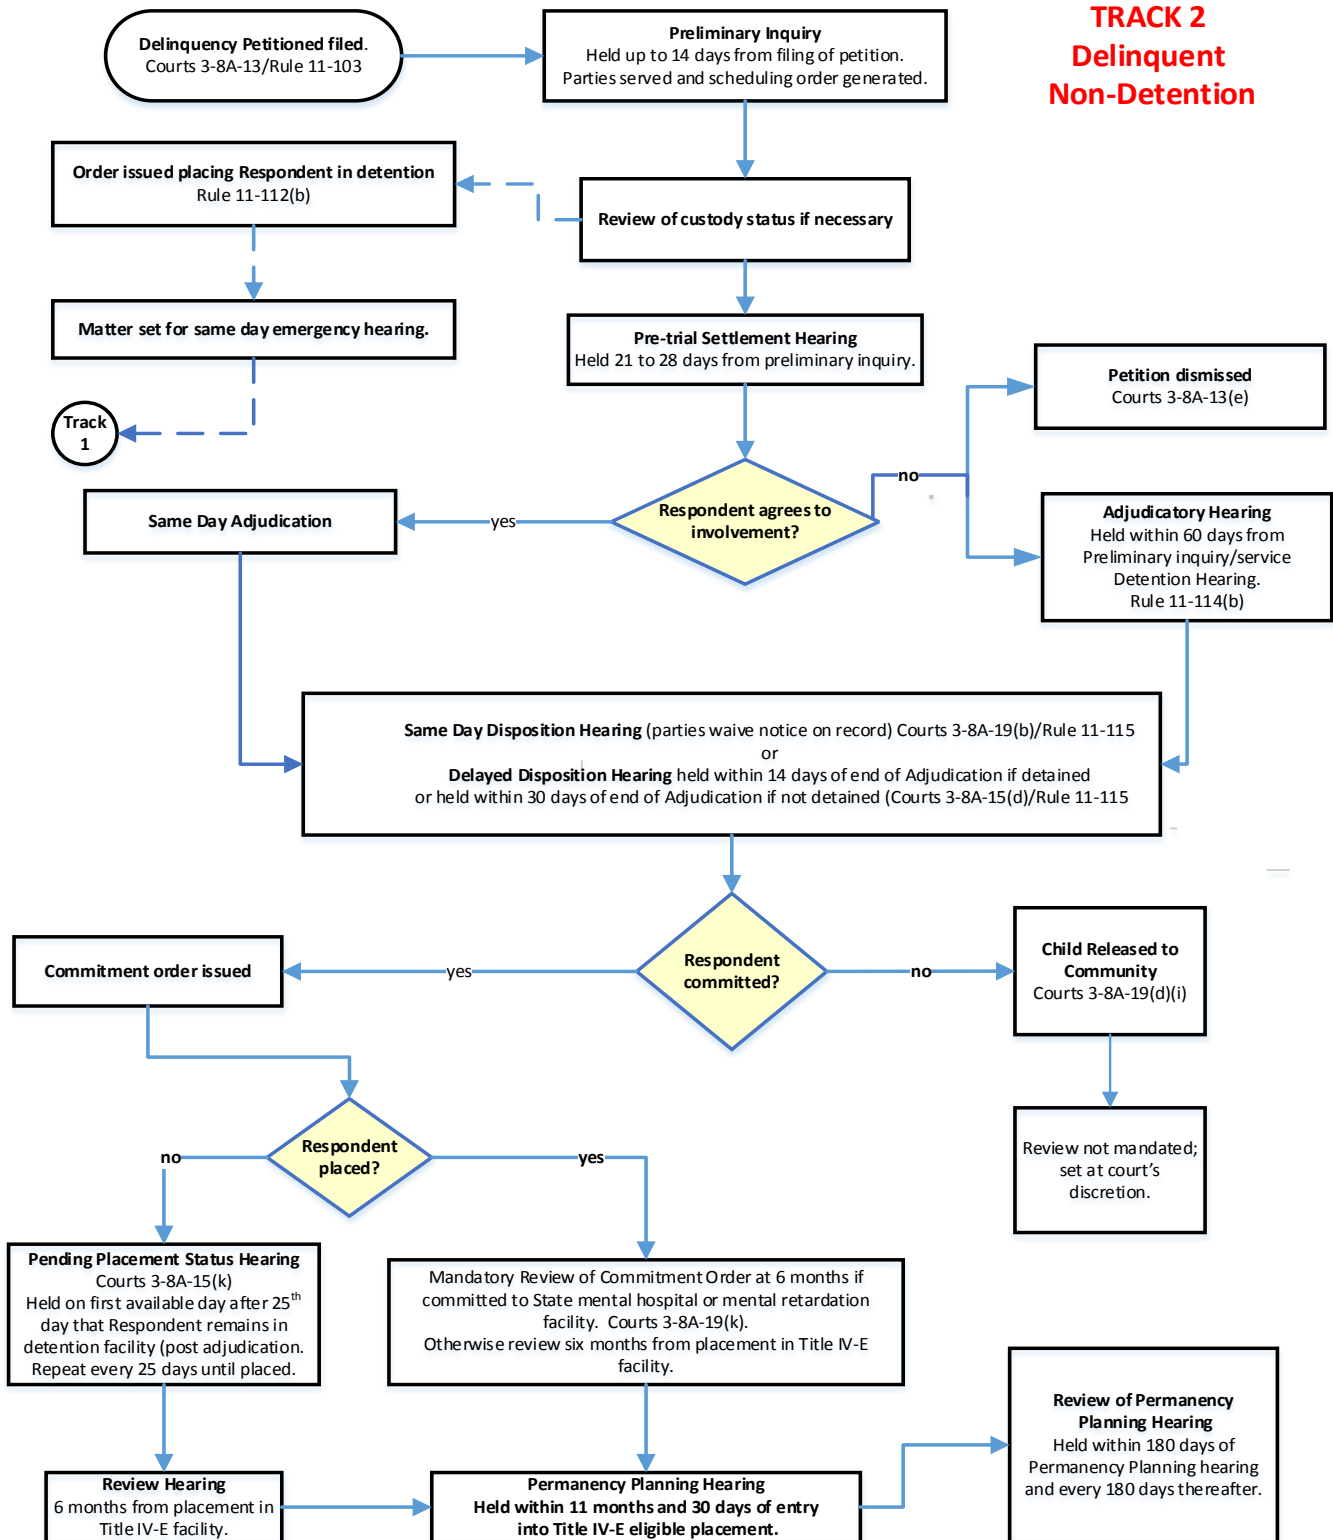 TRACK 2
Delinquent
Non-Detention
Delinquency Petitioned filed.
Courts 3-8A-13/Rule 11-103
Preliminary Inquiry
Held up to 14 days from filing of petition.
Parties served and scheduling order generated.
Order issued placing Respondent in detention
Rule 11-112(b)
Review of custody status if necessary
Matter set for same day emergency hearing.
Pre-trial Settlement Hearing
Held 21 to 28 days from preliminary inquiry.
Track
1
Petition dismissed
Courts 3-8A-13(e)
no
Respondent agrees to
involvement?
yes
Same Day Adjudication
Adjudicatory Hearing
Held within 60 days from
Preliminary inquiry/service
Detention Hearing.
Rule 11-114(b)
Same Day Disposition Hearing (parties waive notice on record) Courts 3-8A-19(b)/Rule 11-115
or
Delayed Disposition Hearing held within 14 days of end of Adjudication if detained
or held within 30 days of end of Adjudication if not detained (Courts 3-8A-15(d)/Rule 11-115
Commitment order issued
yes
Respondent
committed?
no
Child Released to
Community
Courts 3-8A-19(d)(i)
Respondent
placed?
no
yes
Review not mandated;
set at court's
discretion.
Pending Placement Status Hearing
Courts 3-8A-15(k)
Held on first available day after 25th
day that Respondent remains in
detention facility (post adjudication.
Repeat every 25 days until placed.
Mandatory Review of Commitment Order at 6 months if
committed to State mental hospital or mental retardation
facility. Courts 3-8A-19(k).
Otherwise review six months from placement in Title IV-E
facility.
Review of Permanency
Planning Hearing
Held within 180 days of
Permanency Planning hearing
and every 180 days thereafter.
Review Hearing
6 months from placement in
Title IV-E facility.
Permanency Planning Hearing
Held within 11 months and 30 days of entry
into Title IV-E eligible placement.